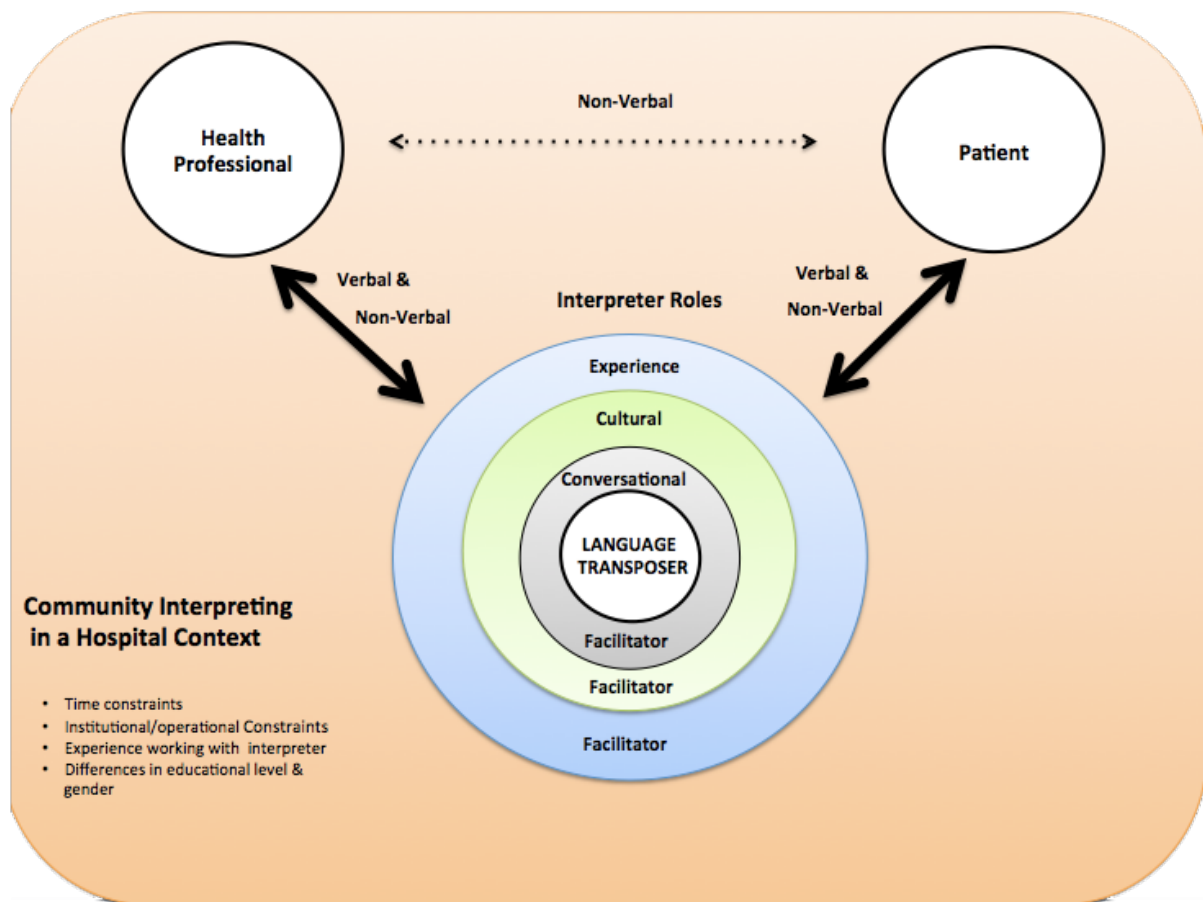 Non-Verbal
Health
Professional
Patient
Verbal &
Non-Verbal
Verbal &
Non-Verbal
Interpreter Roles
Experience
Cultural
Conversational
LANGUAGE
TRANSPOSER
Facilitator
Facilitator
Facilitator
Community Interpreting
in a Hospital Context
• Time constraints
• Institutional/operational Constraints
• Experience working with interpreter
• Differences in educational level &
gender